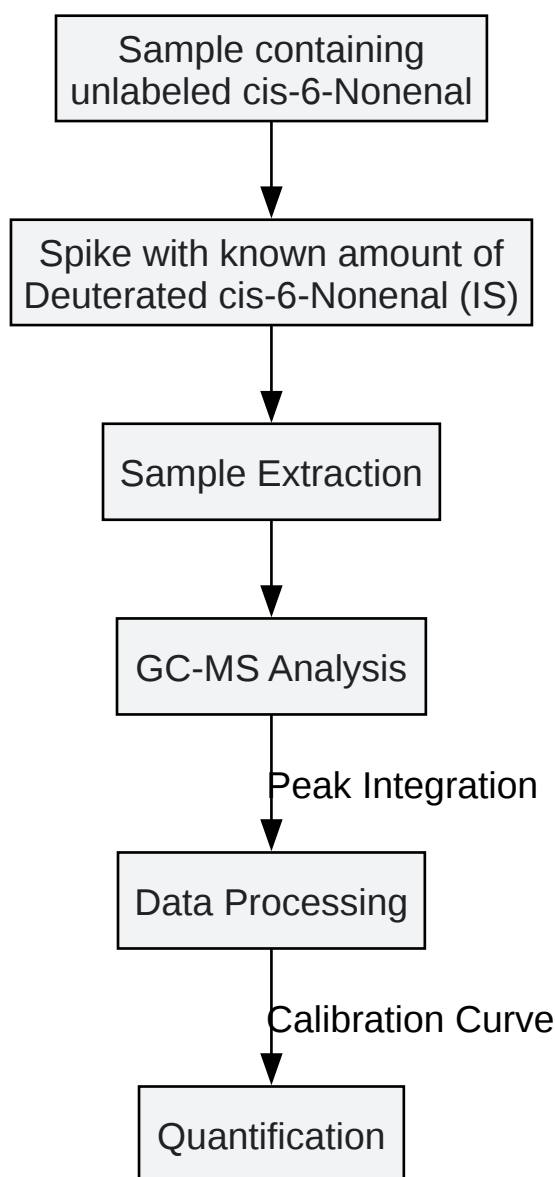 Sample containing
unlabeled cis-6-Nonenal
Spike with known amount of
Deuterated cis-6-Nonenal (IS)
Sample Extraction
GC-MS Analysis
Peak Integration
Data Processing
Calibration Curve
Quantification